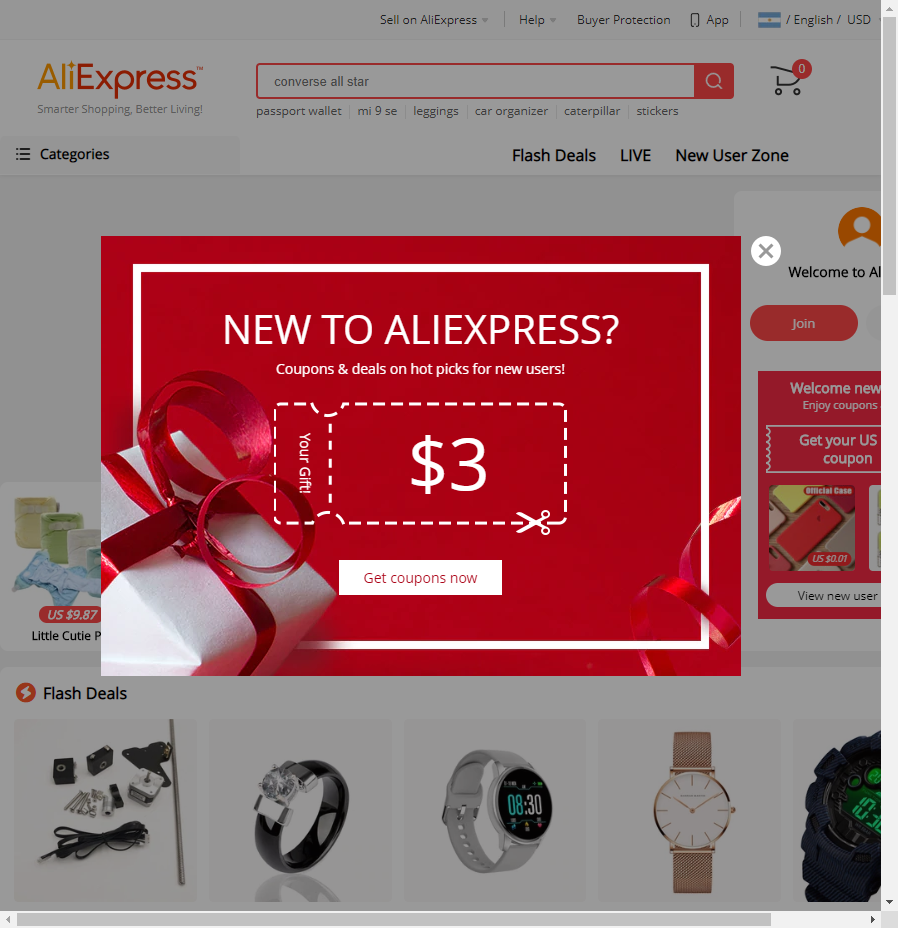 Sell on AliExpress
Help
Buyer Protection
App
/ English / USD
AliExpress™
Smarter Shopping, Better Living!
converse all star
0
passport wallet
mi 9 se
leggings
car organizer
caterpillar
stickers
Categories
Flash Deals
LIVE
New User Zone
Welcome to Al
Join
NEW TO ALIEXPRESS?
Coupons & deals on hot picks for new users!
Your Gift!
$3
Get coupons now
Welcome new
Enjoy coupons
Get your US
coupon
Official Case
US $0.01
View new user
US $9.87
Little Cutie P
Flash Deals
08:30